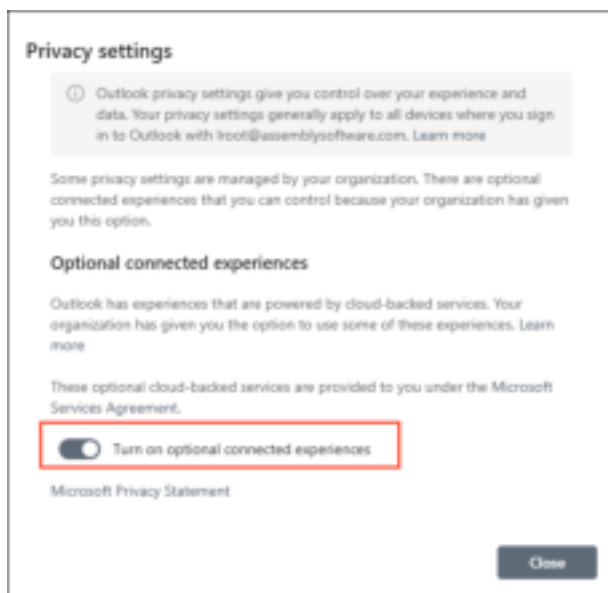 Privacy settings
ⓘ Outlook privacy settings give you control over your experience and
data. Your privacy settings generally apply to all devices where you sign
in to Outlook with lroot@assemblysoftware.com. Learn more
Some privacy settings are managed by your organization. There are optional
connected experiences that you can control because your organization has given
you this option.
Optional connected experiences
Outlook has experiences that are powered by cloud-backed services. Your
organization has given you the option to use some of these experiences. Learn
more
These optional cloud-backed services are provided to you under the Microsoft
Services Agreement.
Turn on optional connected experiences
Microsoft Privacy Statement
Close